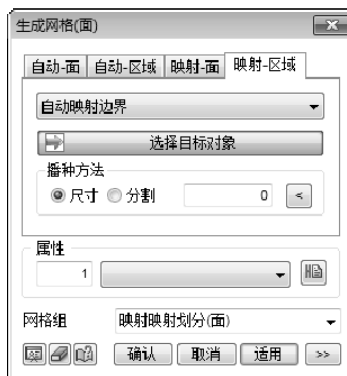 生成网格(面)
自动-面 自动-区域 映射-面 映射-区域
自动映射边界
选择目标对象
播种方法
尺寸 分割 0 <
属性
1
网格组 映射映射划分(面)
确认 取消 适用 >>